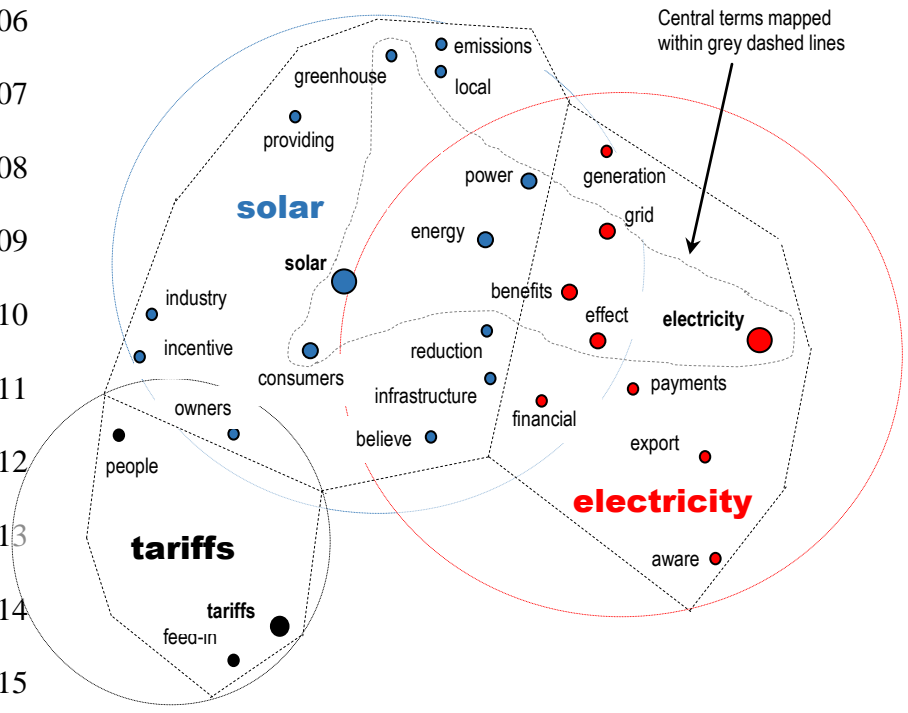 06
Central terms mapped
within grey dashed lines
emissions
greenhouse
local
07
providing
08
generation
power
solar
grid
09
energy
solar
benefits
industry
10
effect
electricity
incentive
reduction
consumers
payments
11
infrastructure
owners
financial
believe
export
12
people
electricity
13
tariffs
aware
14
tariffs
feed-in
15